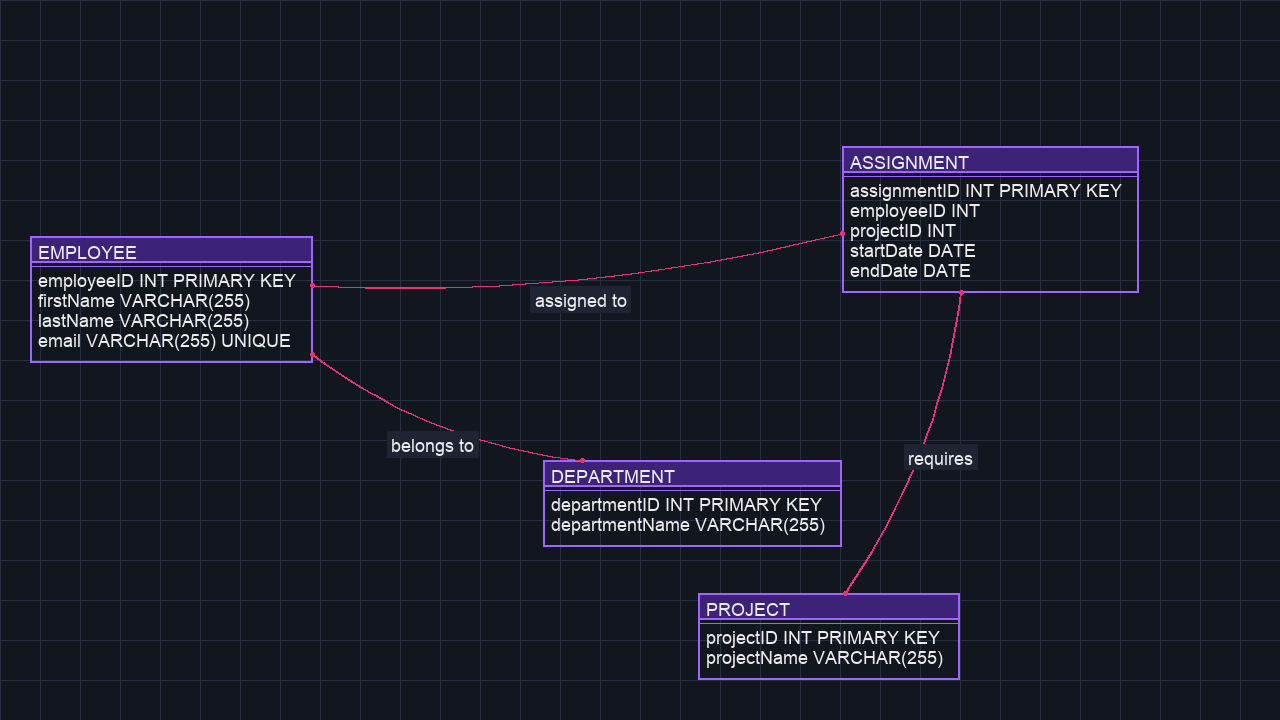 EMPLOYEE
employeeID INT PRIMARY KEY
firstName VARCHAR(255)
lastName VARCHAR(255)
email VARCHAR(255) UNIQUE
assigned to
ASSIGNMENT
assignmentID INT PRIMARY KEY
employeeID INT
projectID INT
startDate DATE
endDate DATE
belongs to
DEPARTMENT
departmentID INT PRIMARY KEY
departmentName VARCHAR(255)
requires
PROJECT
projectID INT PRIMARY KEY
projectName VARCHAR(255)